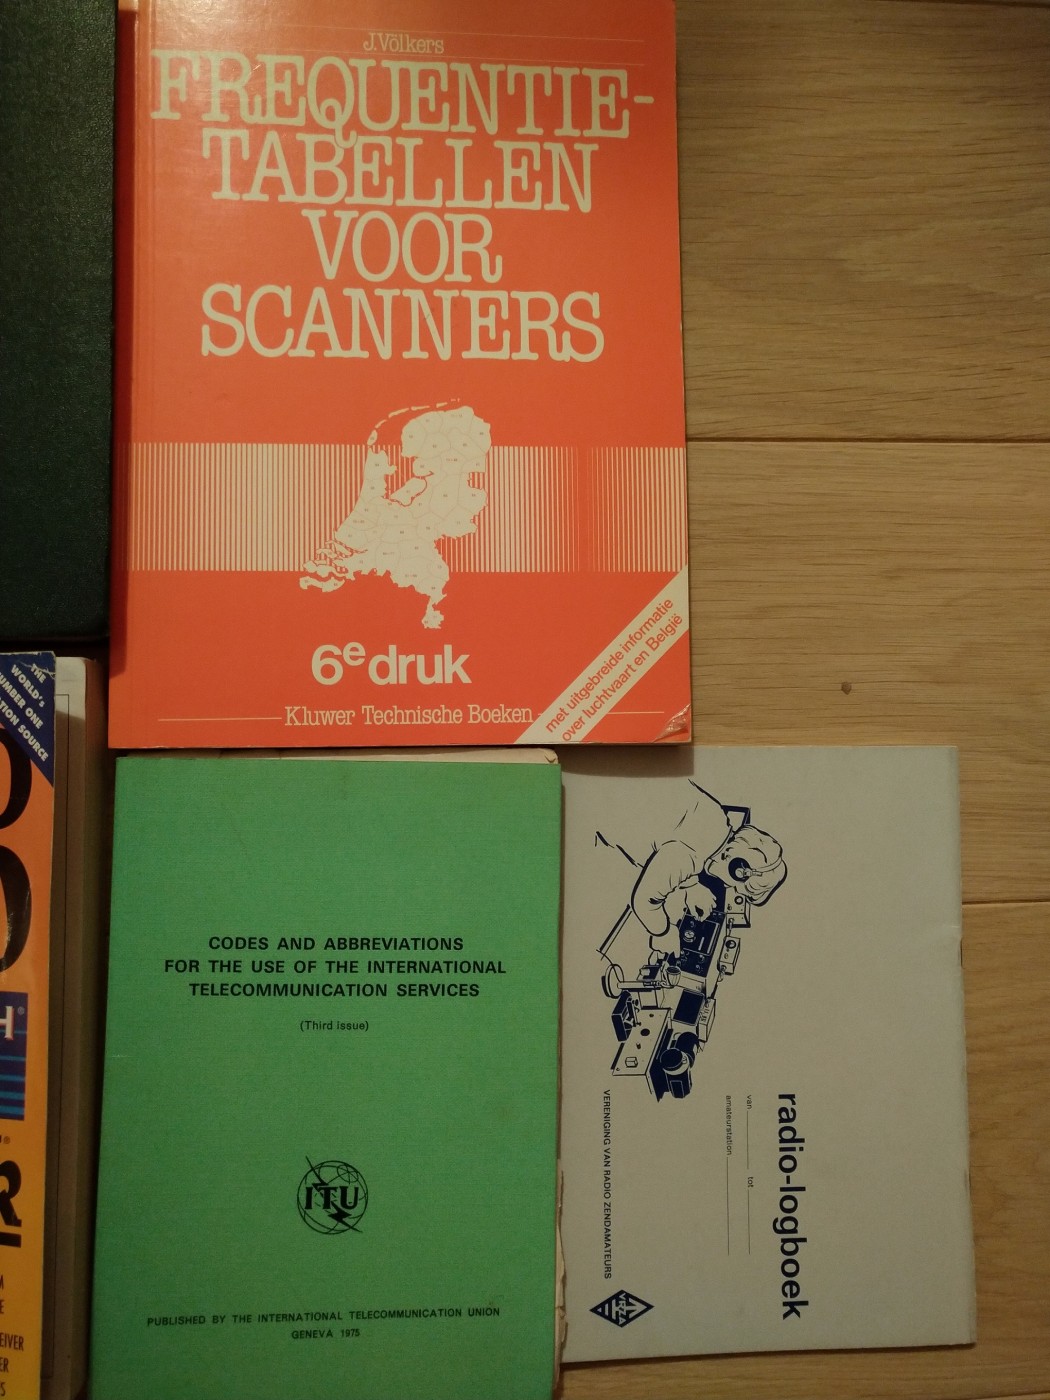 J. Völkers
FREQUENTIE-
TABELLEN
VOOR
SCANNERS
6e druk
Kluwer Technische Boeken
met uitgebreide informatie
over luchtvaart en België
THE
WORLD'S
NUMBER ONE
SOURCE
CODES AND ABBREVIATIONS
FOR THE USE OF THE INTERNATIONAL
TELECOMMUNICATION SERVICES
(Third issue)
ITU
PUBLISHED BY THE INTERNATIONAL TELECOMMUNICATION UNION
GENEVA 1975
radio-logboek
van tot
amateurstation
VERENIGING VAN RADIO ZENDAMATEURS
VRZA